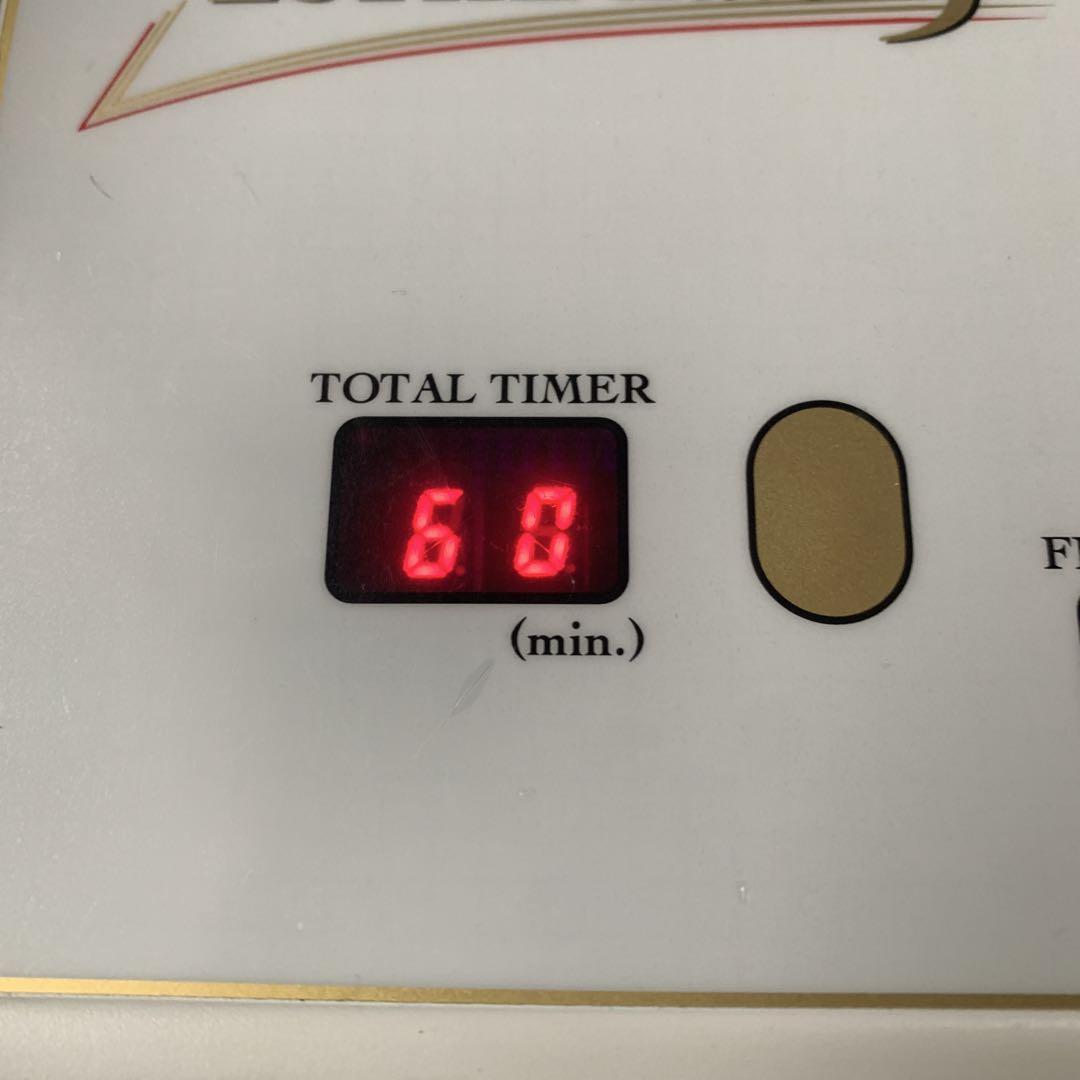 TOTAL TIMER
60
(min.)